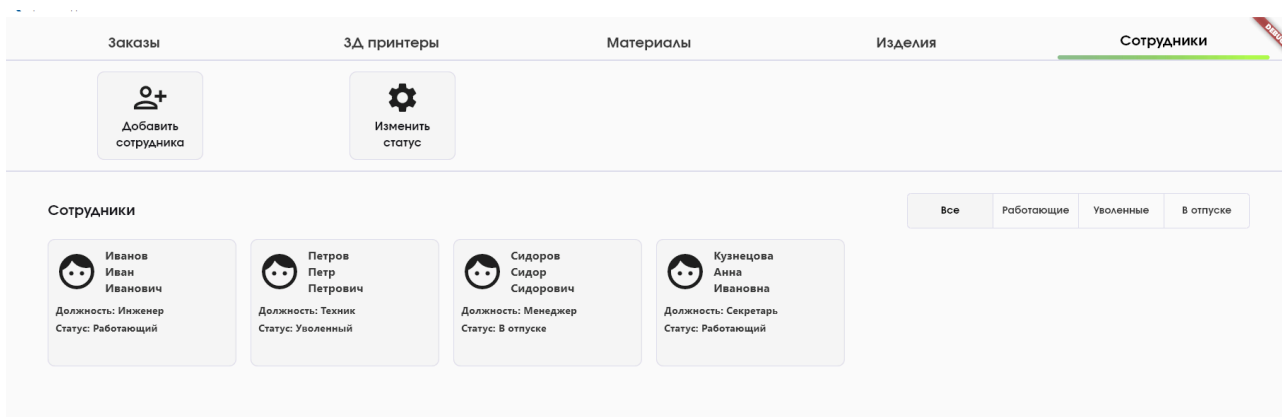 Заказы
3Д принтеры
Материалы
Изделия
Сотрудники
Добавить
сотрудника
Изменить
статус
Сотрудники
Все
Работающие
Уволенные
В отпуске
Иванов
Иван
Иванович
Должность: Инженер
Статус: Работающий
Петров
Петр
Петрович
Должность: Техник
Статус: Уволенный
Сидоров
Сидор
Сидорович
Должность: Менеджер
Статус: В отпуске
Кузнецова
Анна
Ивановна
Должность: Секретарь
Статус: Работающий